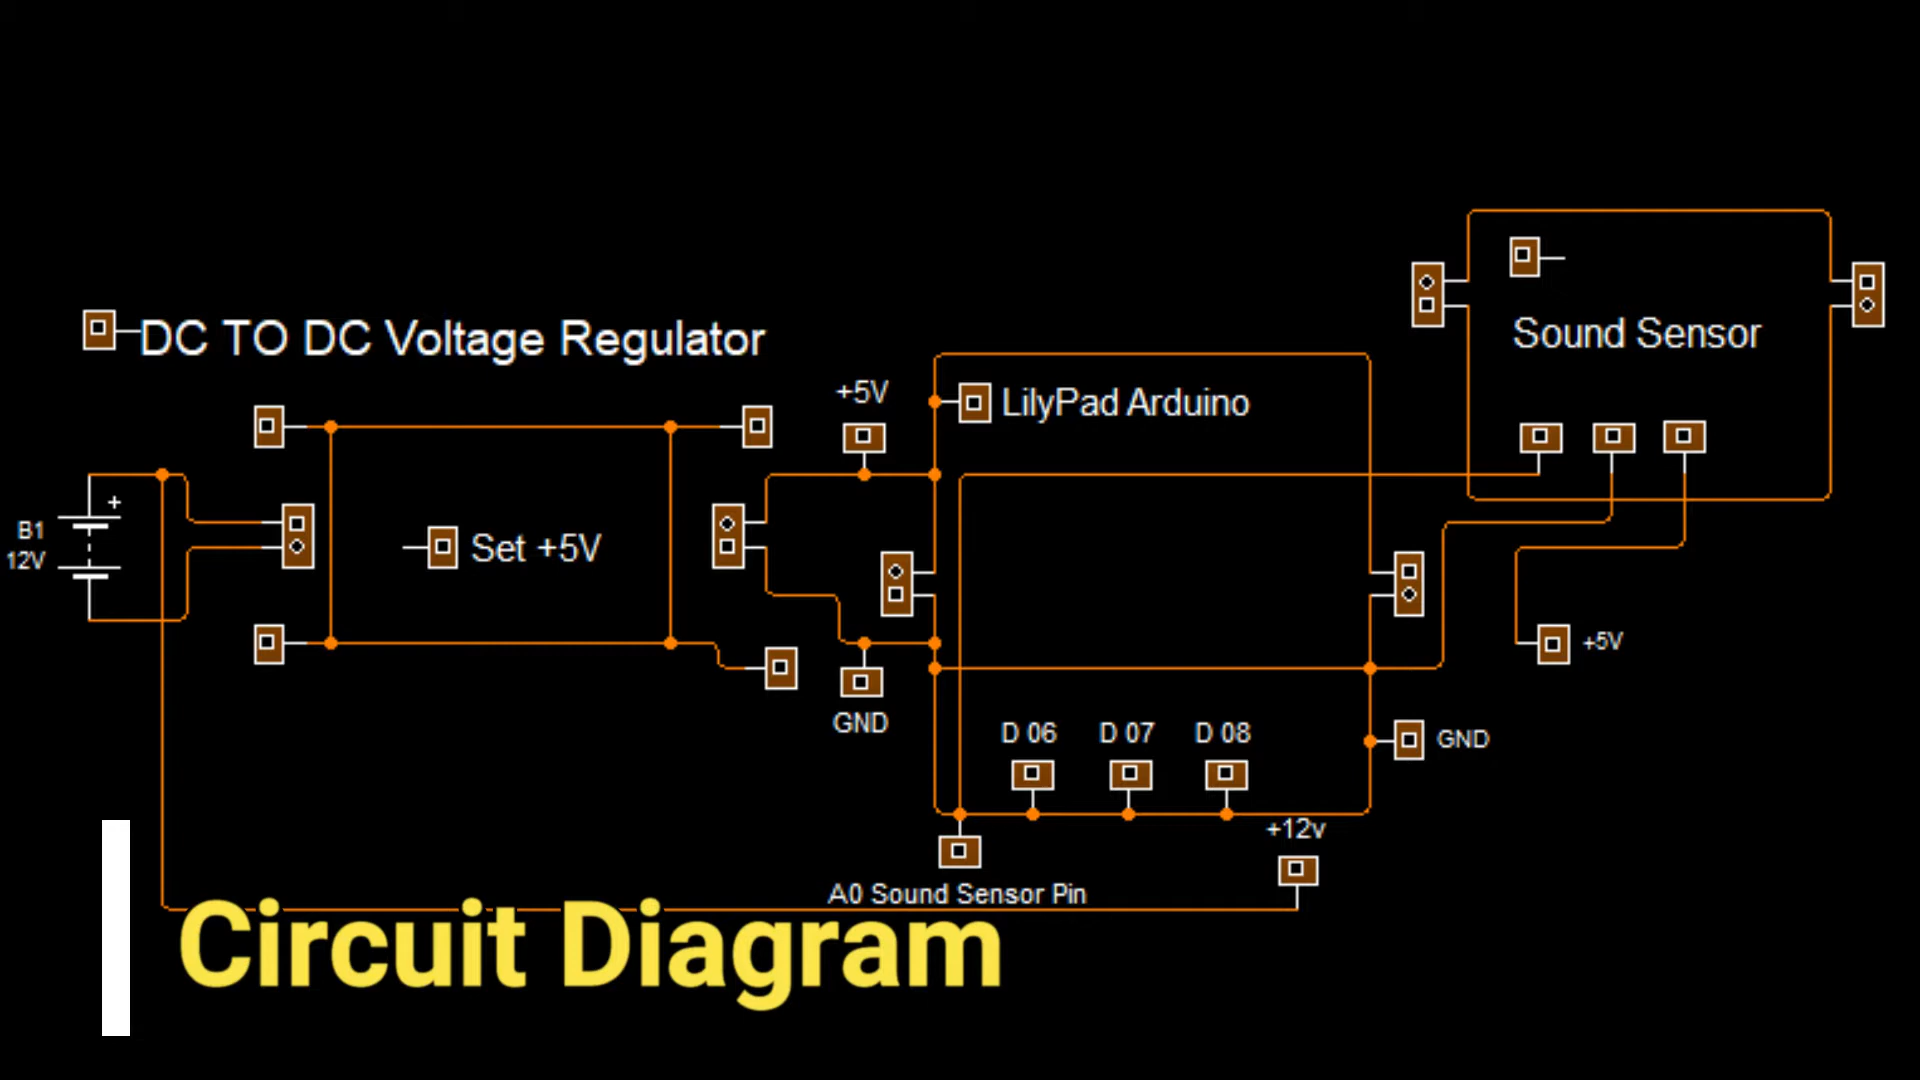 DC TO DC Voltage Regulator
Sound Sensor
+5V
LilyPad Arduino
+
B1
12V
Set +5V
+5V
GND
D 06
D 07
D 08
GND
+12v
A0 Sound Sensor Pin
Circuit Diagram